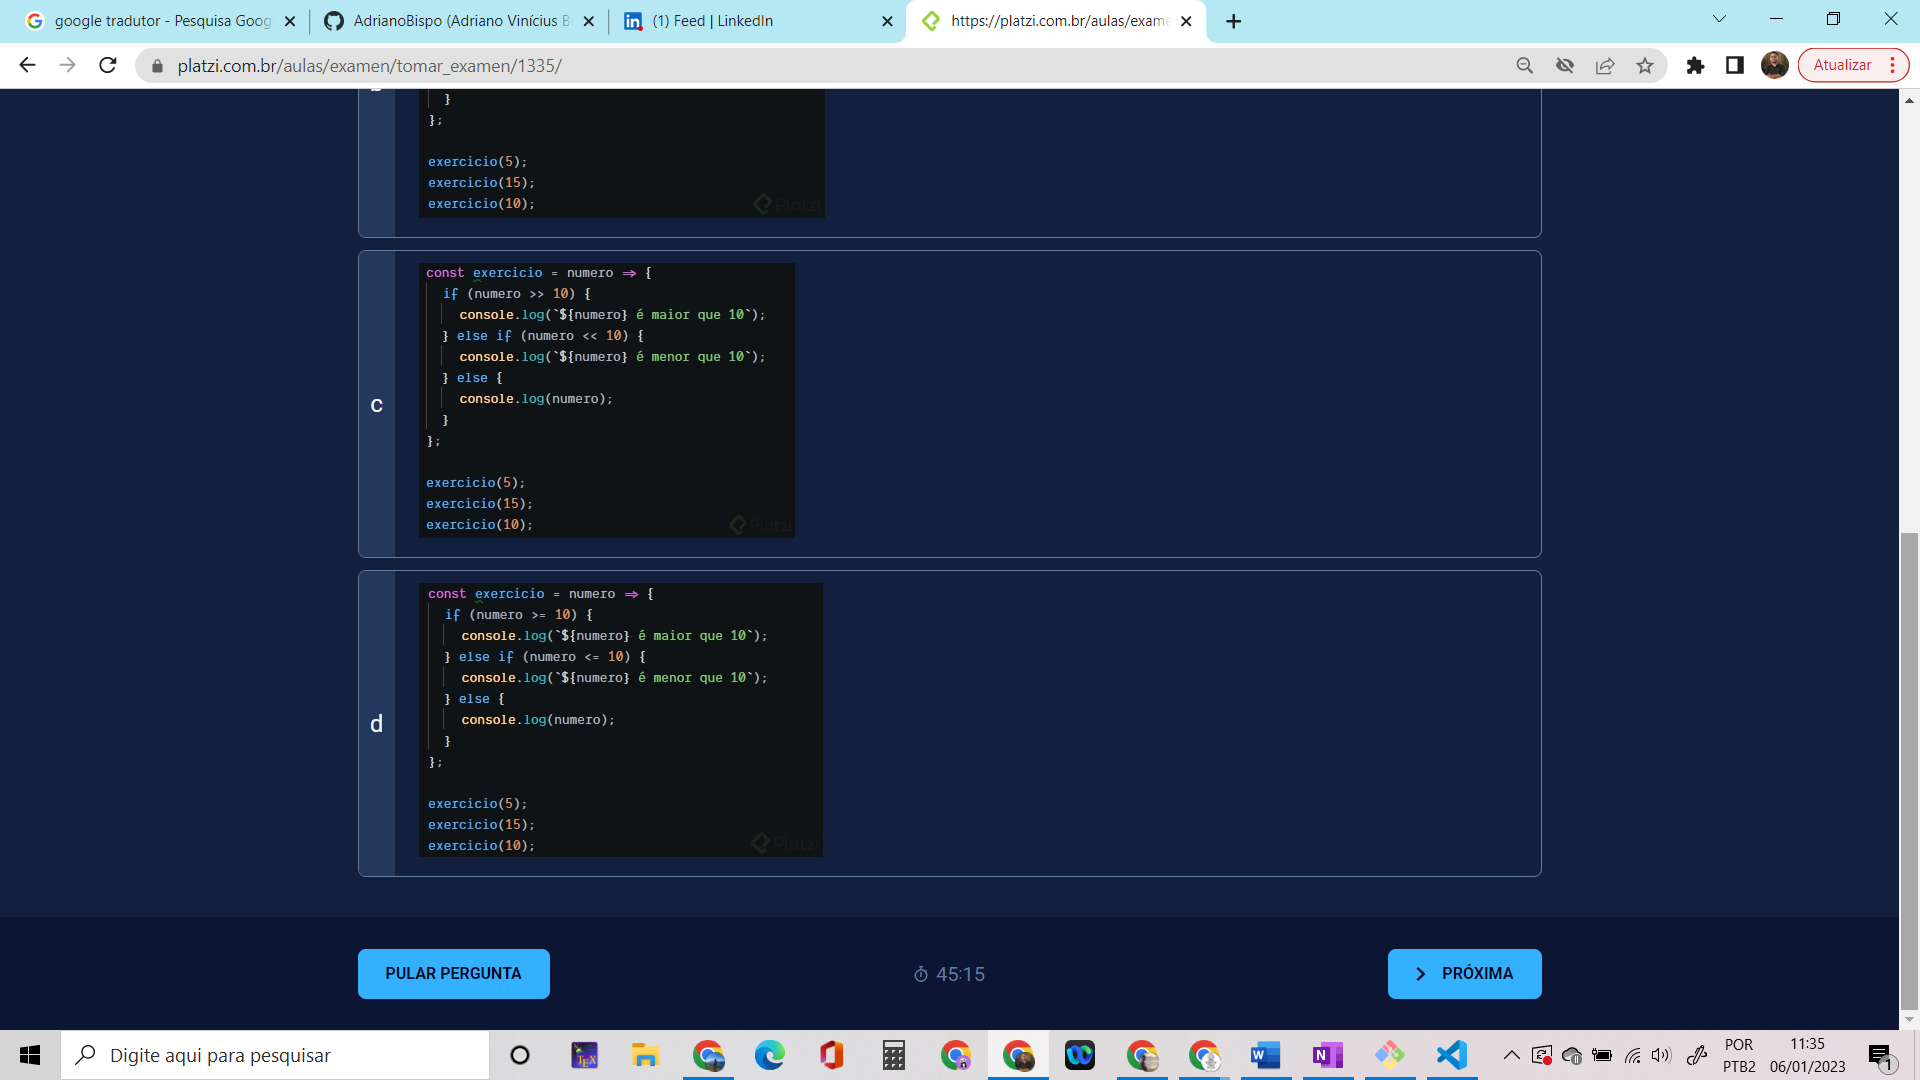 google tradutor - Pesquisa Goog
AdrianoBispo (Adriano Vinícius B
(1) Feed | LinkedIn
https://platzi.com.br/aulas/exame
platzi.com.br/aulas/examen/tomar_examen/1335/
Atualizar
}
};
exercicio(5);
exercicio(15);
exercicio(10);
Platzi
c
const exercicio = numero => {
if (numero >> 10) {
console.log(`${numero} é maior que 10`);
} else if (numero << 10) {
console.log(`${numero} é menor que 10`);
} else {
console.log(numero);
}
};
exercicio(5);
exercicio(15);
exercicio(10);
Platzi
d
const exercicio = numero => {
if (numero >= 10) {
console.log(`${numero} é maior que 10`);
} else if (numero <= 10) {
console.log(`${numero} é menor que 10`);
} else {
console.log(numero);
}
};
exercicio(5);
exercicio(15);
exercicio(10);
Platzi
PULAR PERGUNTA
45:15
PRÓXIMA
Digite aqui para pesquisar
TEX
W
N
POR
PTB2
11:35
06/01/2023
1